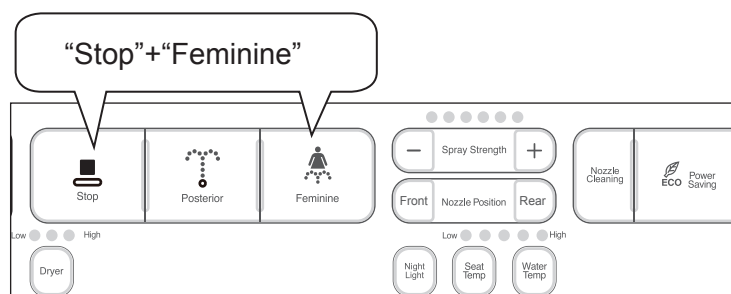 “Stop”+“Feminine”
Stop
Posterior
Feminine
− Spray Strength +
Front Nozzle Position Rear
Nozzle
Cleaning
ECO
Power
Saving
Low High
Dryer
Low High
Night
Light
Seat
Temp
Water
Temp